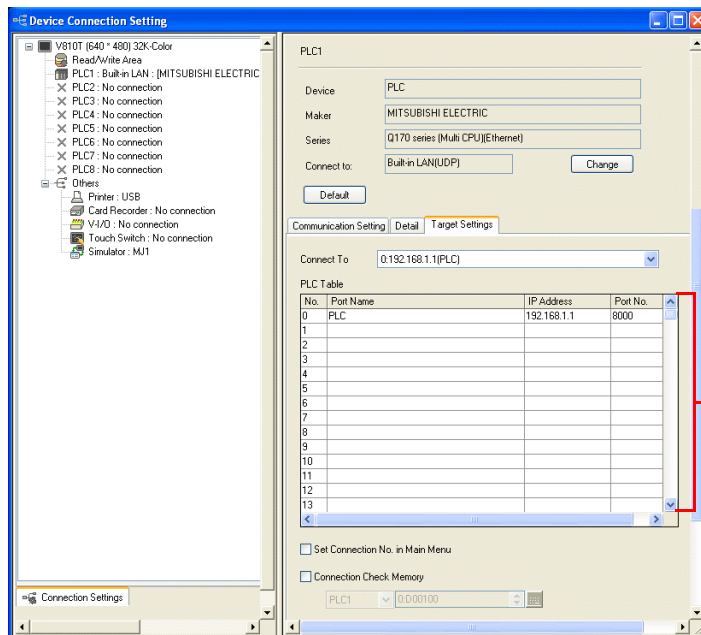 Device Connection Setting
V810T (640 * 480) 32K-Color
Read/Write Area
PLC1 : Built-in LAN : [MITSUBISHI ELECTRIC
PLC2 : No connection
PLC3 : No connection
PLC4 : No connection
PLC5 : No connection
PLC6 : No connection
PLC7 : No connection
PLC8 : No connection
Others
Printer : USB
Card Recorder : No connection
V-I/O : No connection
Touch Switch : No connection
Simulator : MJ1
Connection Settings
PLC1
Device PLC
Maker MITSUBISHI ELECTRIC
Series Q170 series (Multi CPU)(Ethernet)
Connect to: Built-in LAN(UDP) Change
Default
Communication Setting Detail Target Settings
Connect To 0:192.168.1.1(PLC)
PLC Table
No. Port Name IP Address Port No.
0 PLC 192.168.1.1 8000
1
2
3
4
5
6
7
8
9
10
11
12
13
Set Connection No. in Main Menu
Connection Check Memory
PLC1 0:D00100